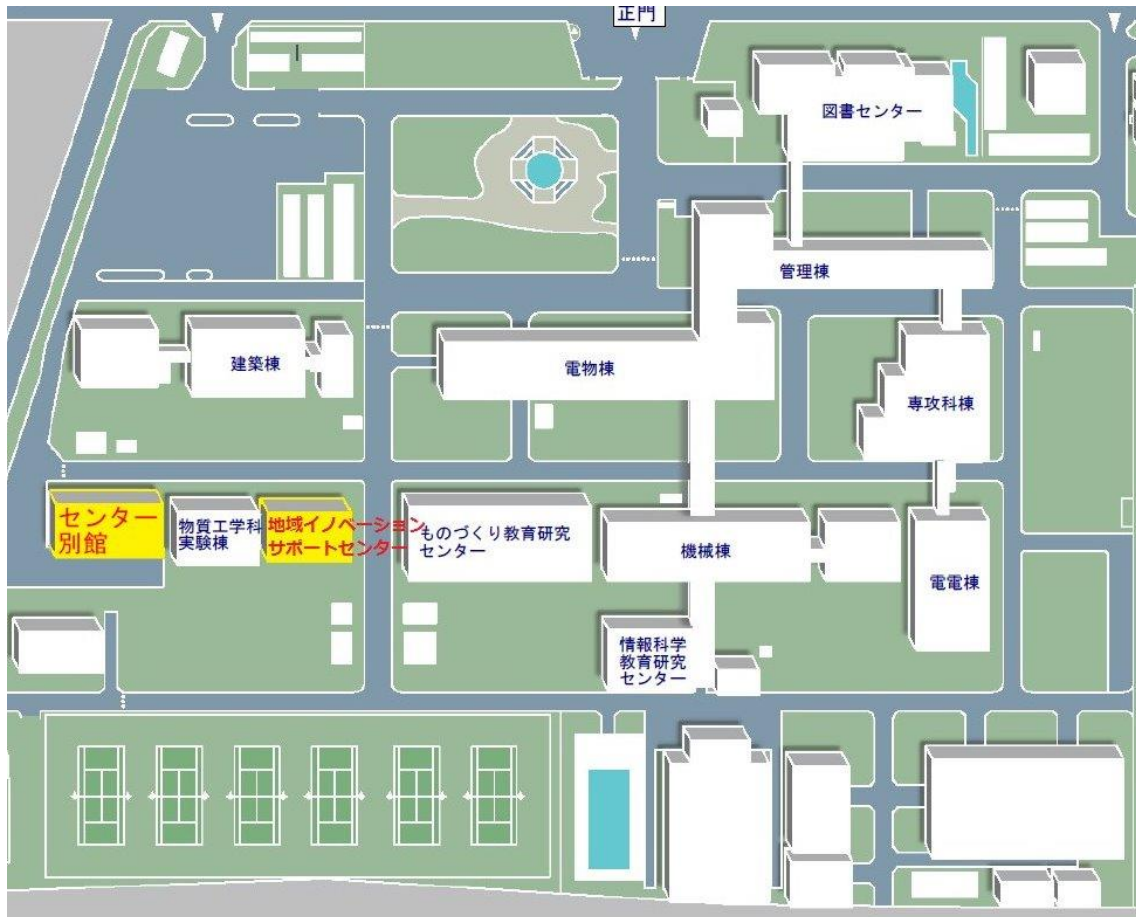 正門
図書センター
管理棟
建築棟
電物棟
専攻科棟
センター
別館
物質工学科
実験棟
地域イノベーション
サポートセンター
ものづくり教育研究
センター
機械棟
電電棟
情報科学
教育研究
センター